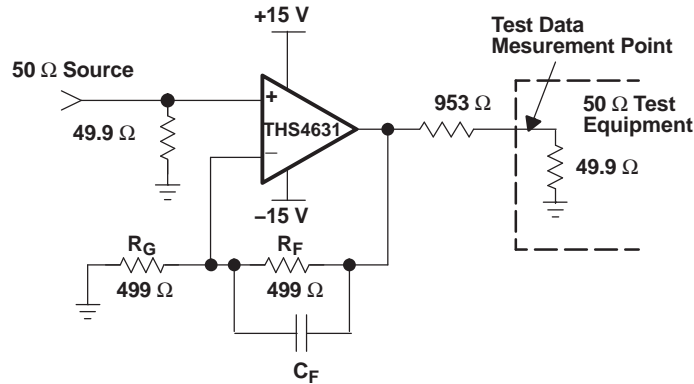 +15 V
50 Ω Source
49.9 Ω
+
THS4631
−
−15 V
953 Ω
Test Data
Mesurement Point
50 Ω Test
Equipment
49.9 Ω
RG
499 Ω
RF
499 Ω
CF